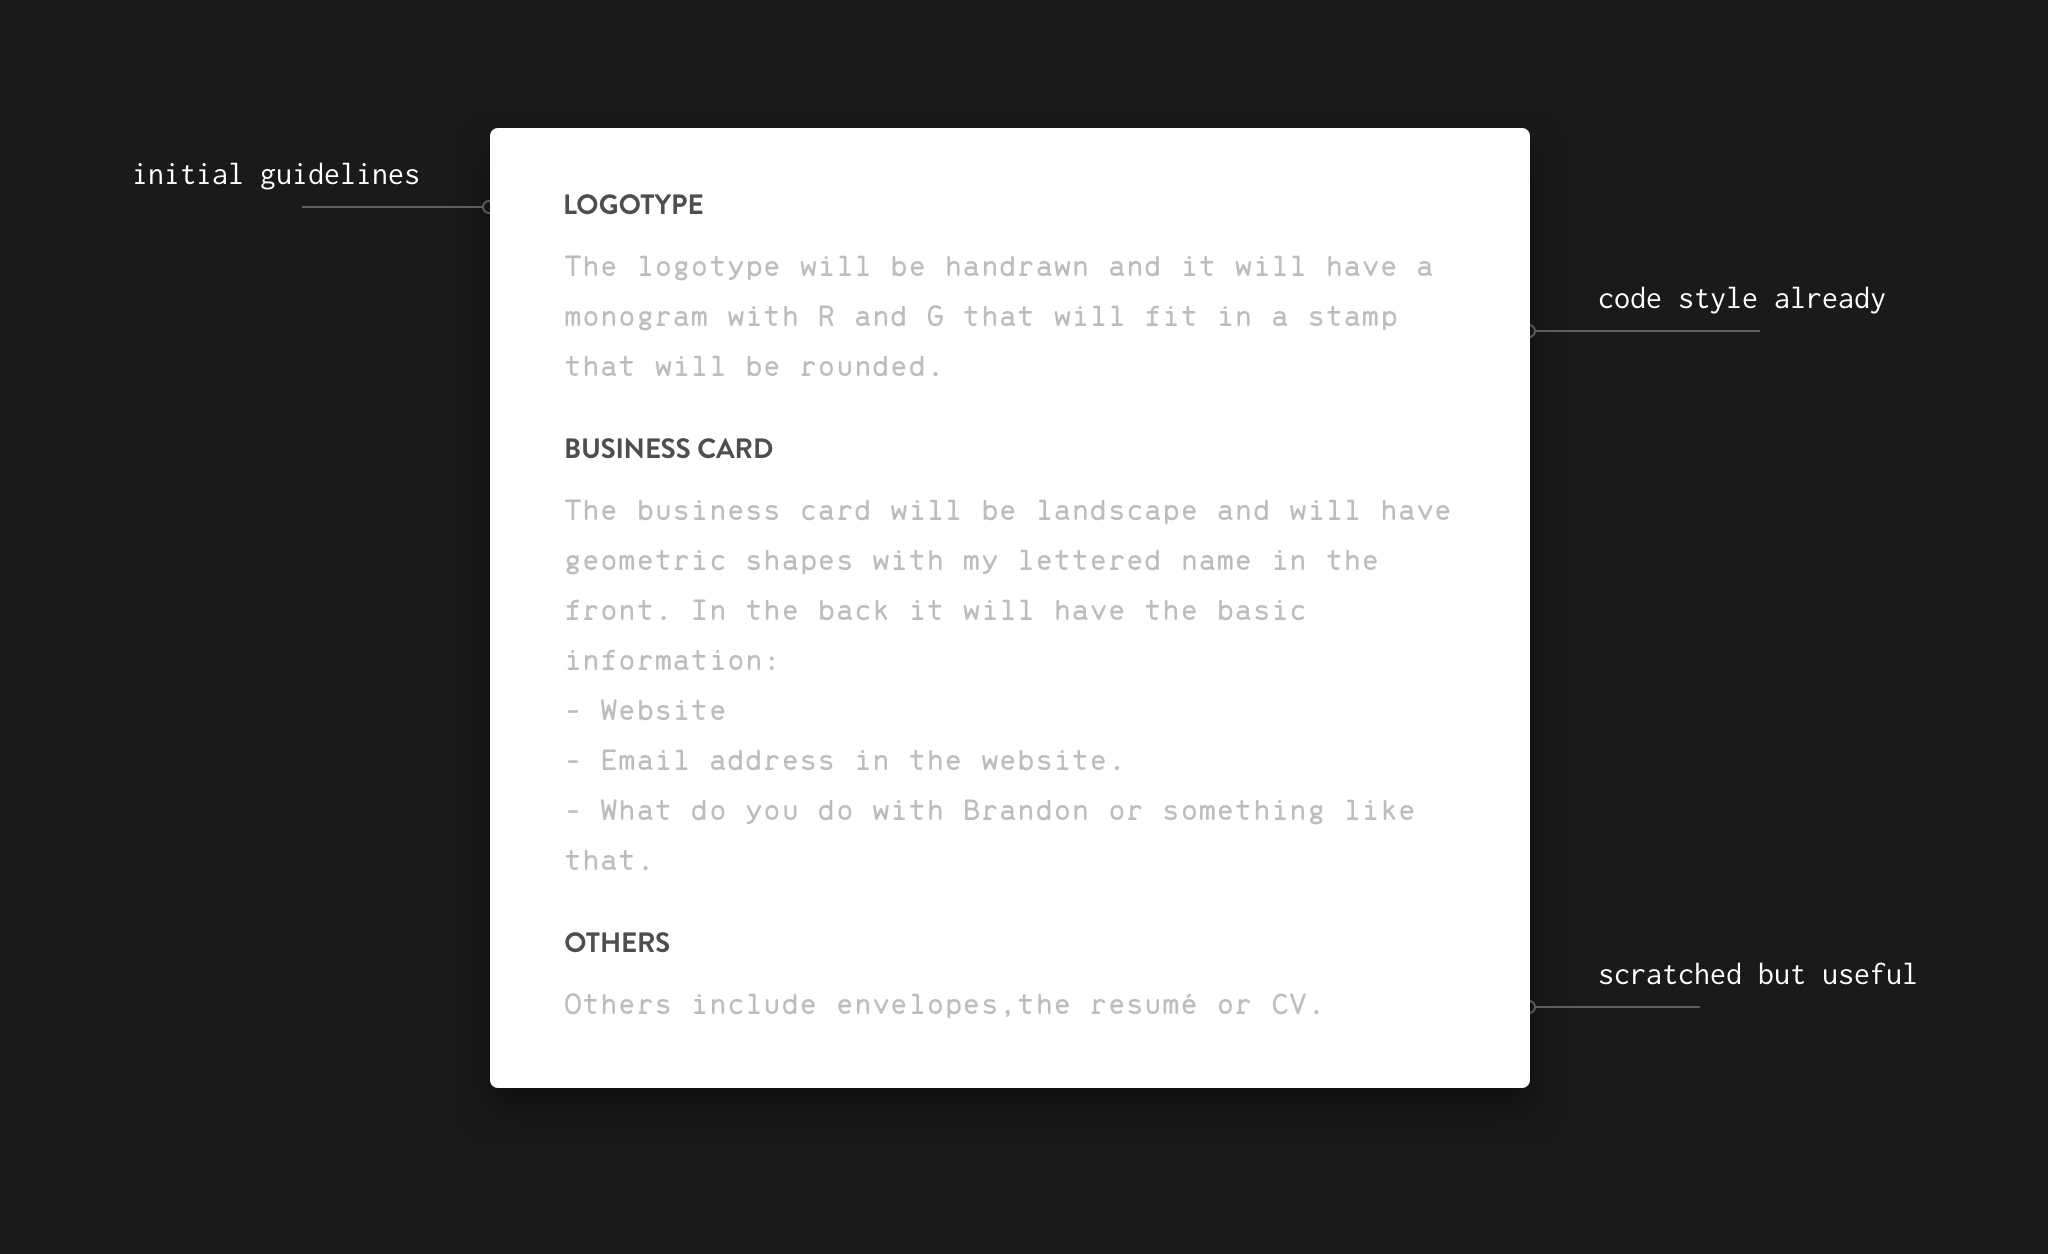 initial guidelines
LOGOTYPE
The logotype will be handrawn and it will have a
monogram with R and G that will fit in a stamp
that will be rounded.
code style already
BUSINESS CARD
The business card will be landscape and will have
geometric shapes with my lettered name in the
front. In the back it will have the basic
information:
- Website
- Email address in the website.
- What do you do with Brandon or something like
that.
OTHERS
Others include envelopes,the resumé or CV.
scratched but useful